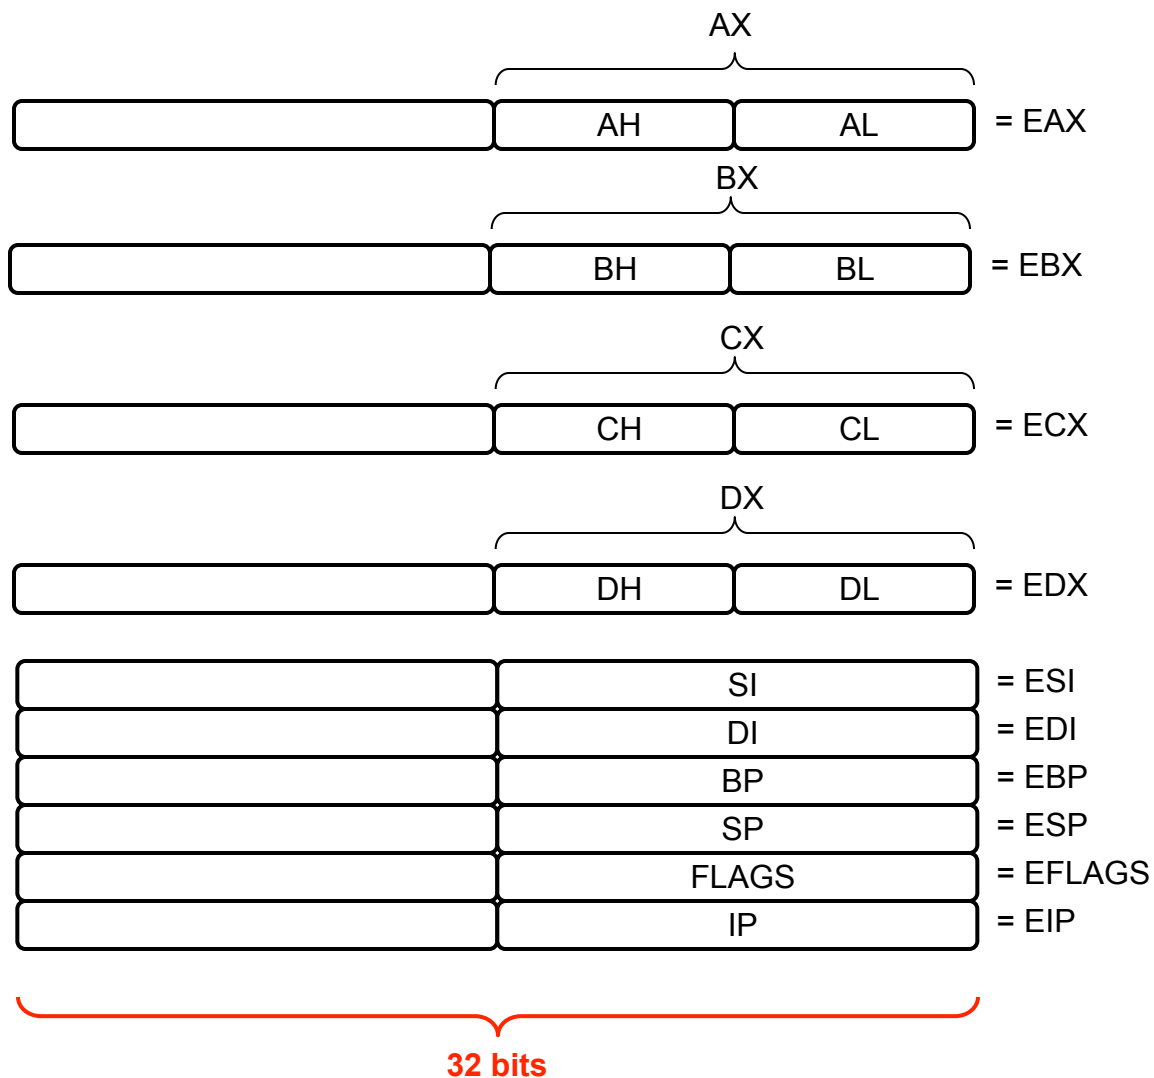 AX
AH AL = EAX
BX
BH BL = EBX
CX
CH CL = ECX
DX
DH DL = EDX
SI = ESI
DI = EDI
BP = EBP
SP = ESP
FLAGS = EFLAGS
IP = EIP
32 bits